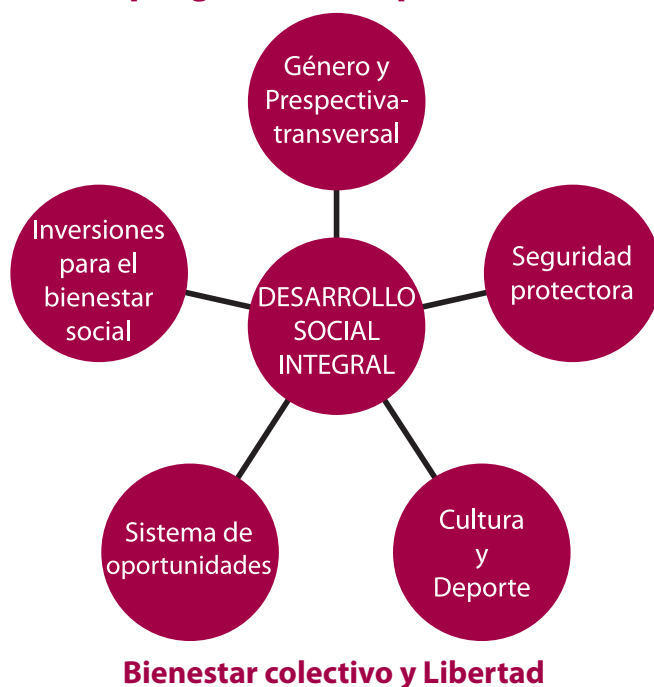 Género y
Prespectiva-
transversal
Inversiones
para el
bienestar
social
Seguridad
protectora
DESARROLLO
SOCIAL
INTEGRAL
Sistema de
oportunidades
Cultura
y
Deporte
Bienestar colectivo y Libertad